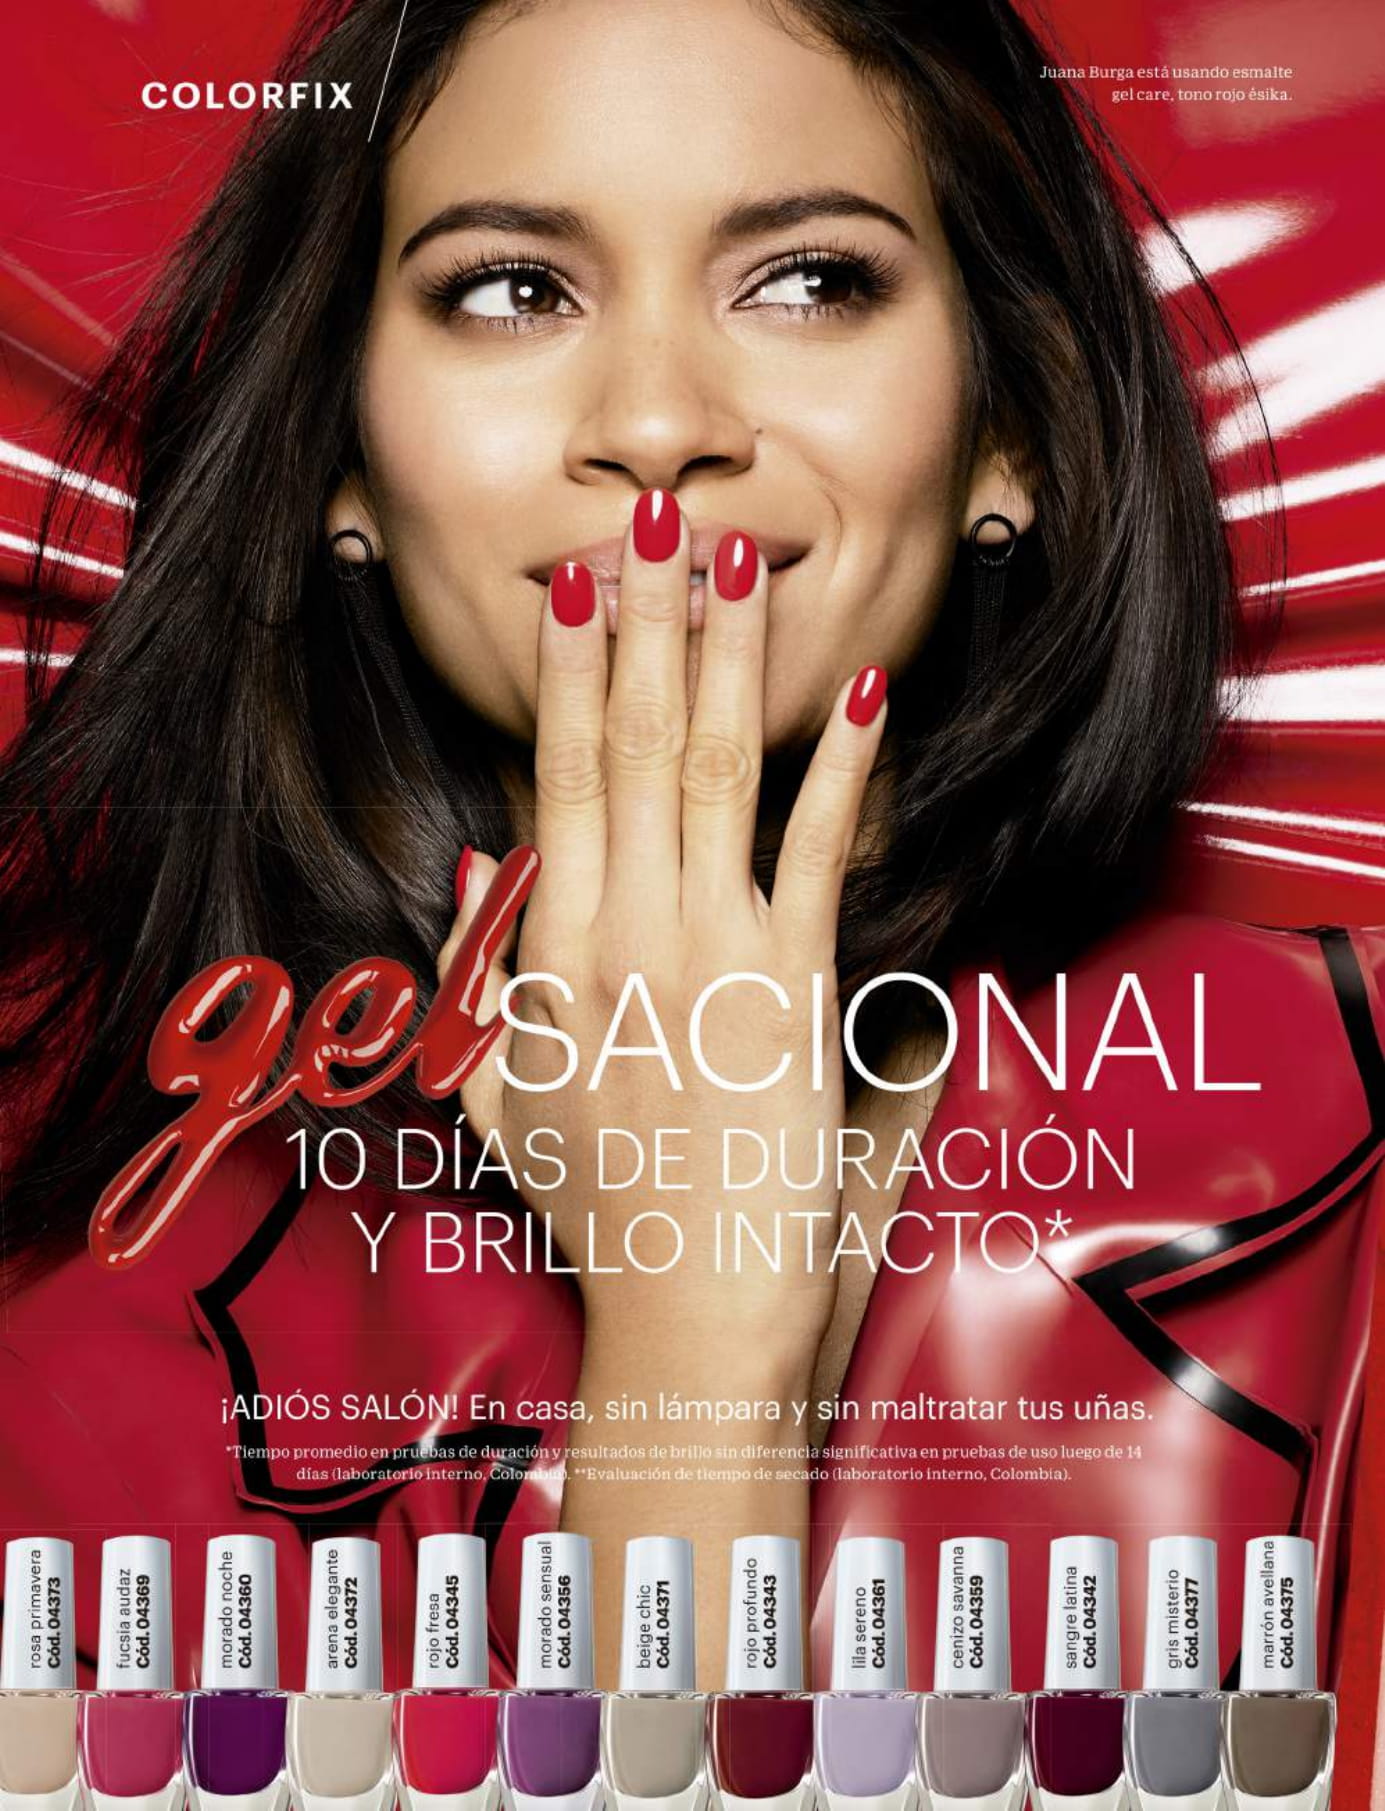 COLORFIX
Juana Burga está usando esmalte
gel care, tono rojo ésika.
gelSACIONAL
10 DÍAS DE DURACIÓN
Y BRILLO INTACTO*
¡ADIÓS SALÓN! En casa, sin lámpara y sin maltratar tus uñas.
*Tiempo promedio en pruebas de duración y resultados de brillo sin diferencia significativa en pruebas de uso luego de 14
días (laboratorio interno, Colombia). **Evaluación de tiempo de secado (laboratorio interno, Colombia).
rosa primavera
Cód. 04373
fucsia audaz
Cód. 04369
morado noche
Cód. 04360
arena elegante
Cód. 04372
rojo fresa
Cód. 04345
morado sensual
Cód. 04356
beige chic
Cód. 04371
rojo profundo
Cód. 04343
lila sereno
Cód. 04361
cenizo savanna
Cód. 04359
sangre latina
Cód. 04342
gris misterio
Cód. 04377
marrón avellana
Cód. 04375